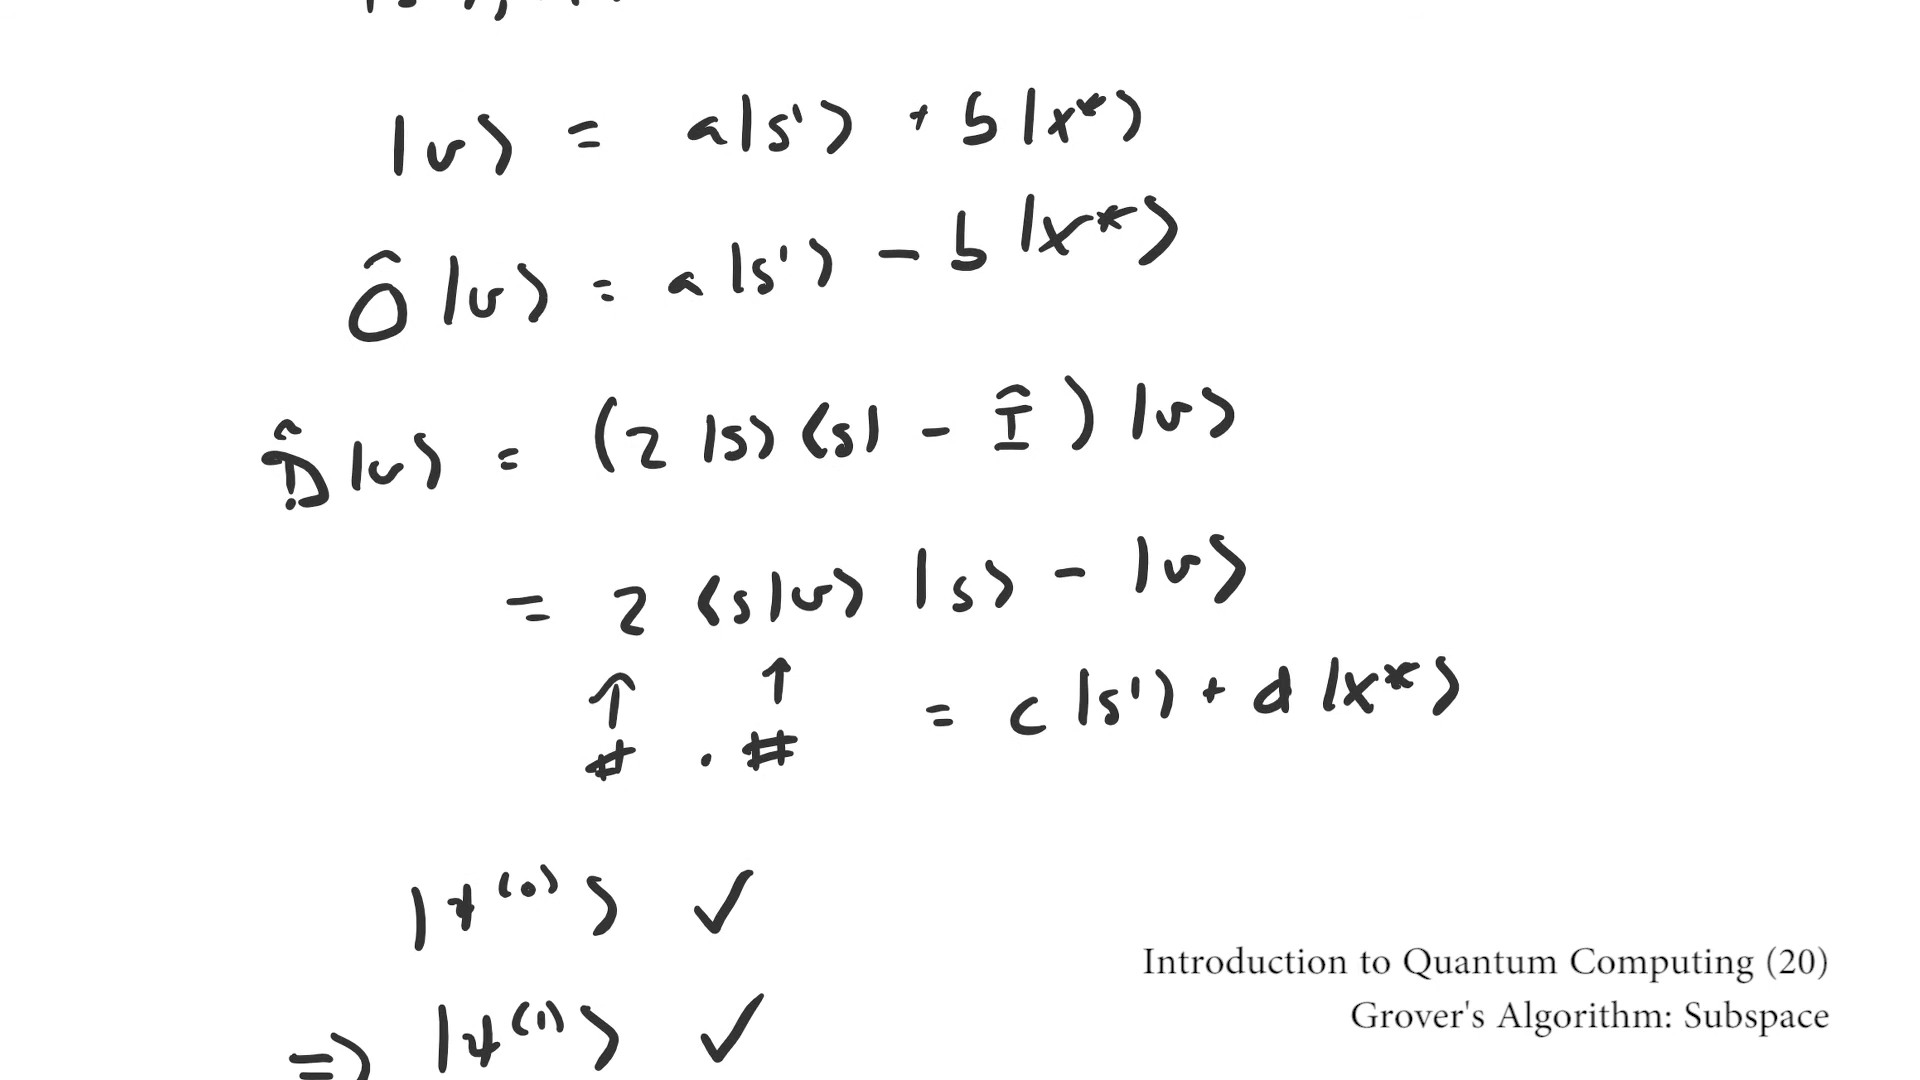 |v⟩ = a|s'⟩ + b|x*⟩
Ô|v⟩ = a|s'⟩ − b|x*⟩
D̂|v⟩ = (2|s⟩⟨s| − Î)|v⟩
= 2⟨s|v⟩|s⟩ − |v⟩
↑ ↑ = c|s'⟩ + d|x*⟩
# · #
|ψ⁽⁰⁾⟩ ✓
⇒ |ψ⁽¹⁾⟩ ✓
Introduction to Quantum Computing (20)
Grover's Algorithm: Subspace